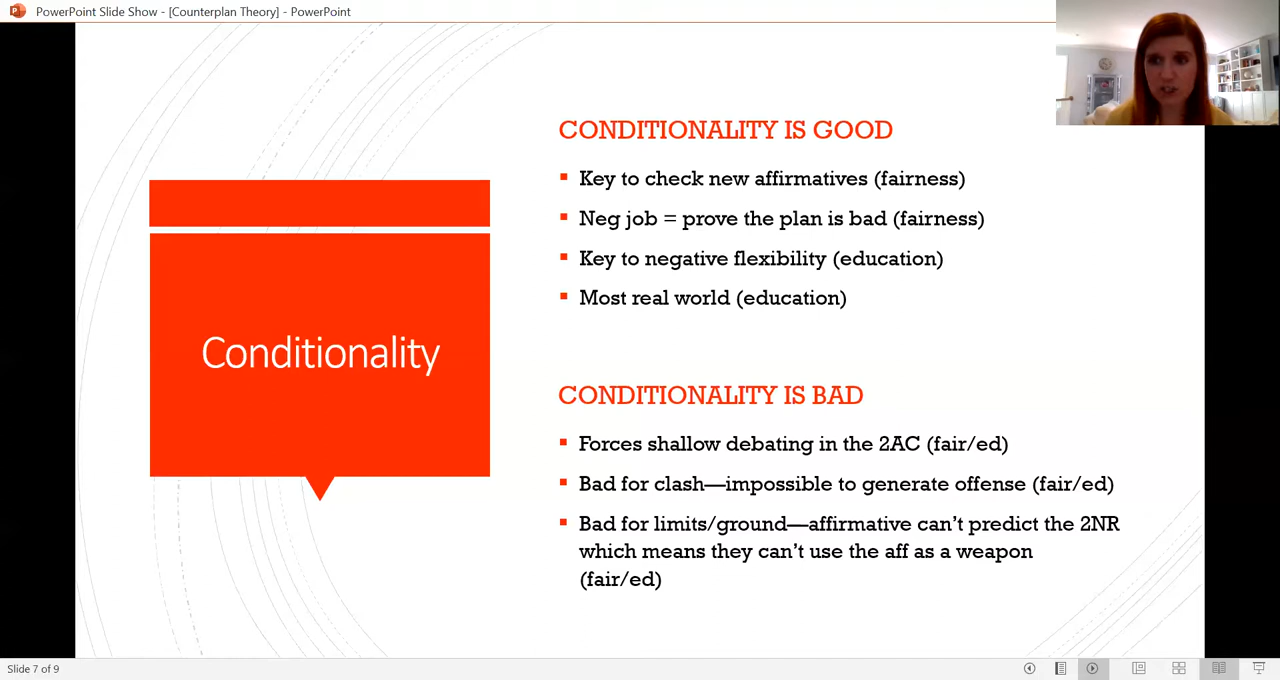 PowerPoint Slide Show - [Counterplan Theory] - PowerPoint
Conditionality
CONDITIONALITY IS GOOD
Key to check new affirmatives (fairness)
Neg job = prove the plan is bad (fairness)
Key to negative flexibility (education)
Most real world (education)
CONDITIONALITY IS BAD
Forces shallow debating in the 2AC (fair/ed)
Bad for clash—impossible to generate offense (fair/ed)
Bad for limits/ground—affirmative can’t predict the 2NR
which means they can’t use the aff as a weapon
(fair/ed)
Slide 7 of 9